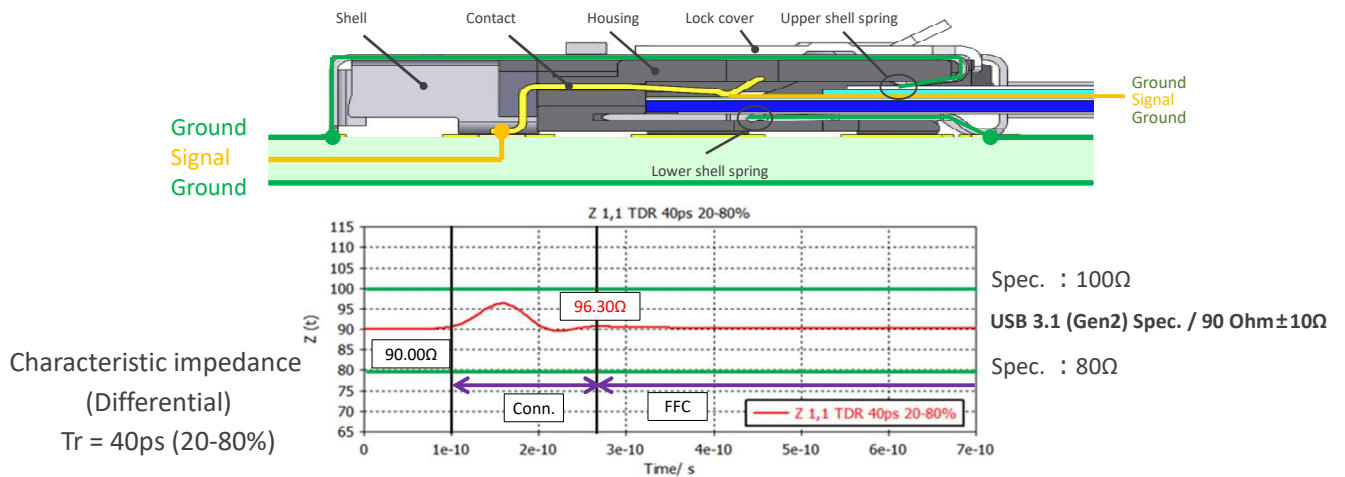 Shell
Contact
Housing
Lock cover
Upper shell spring
Ground
Signal
Ground
Ground
Signal
Ground
Lower shell spring
Z 1,1 TDR 40ps 20-80%
115
110
105
100
95
90
85
80
75
70
65
Z (t)
96.30Ω
90.00Ω
Conn.
FFC
Z 1,1 TDR 40ps 20-80%
0
1e-10
2e-10
3e-10
4e-10
5e-10
6e-10
7e-10
Time/ s
Spec. : 100Ω
USB 3.1 (Gen2) Spec. / 90 Ohm±10Ω
Spec. : 80Ω
Characteristic impedance
(Differential)
Tr = 40ps (20-80%)